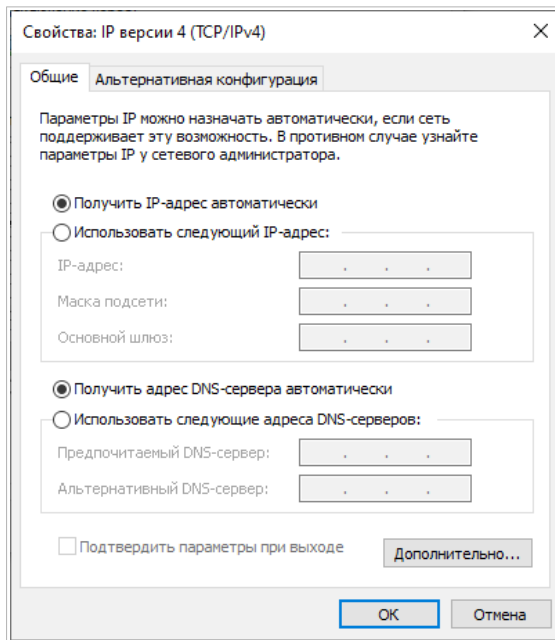 Свойства: IP версии 4 (TCP/IPv4)
Общие
Альтернативная конфигурация
Параметры IP можно назначать автоматически, если сеть
поддерживает эту возможность. В противном случае узнайте
параметры IP у сетевого администратора.
Получить IP-адрес автоматически
Использовать следующий IP-адрес:
IP-адрес:
Маска подсети:
Основной шлюз:
Получить адрес DNS-сервера автоматически
Использовать следующие адреса DNS-серверов:
Предпочитаемый DNS-сервер:
Альтернативный DNS-сервер:
Подтвердить параметры при выходе
Дополнительно...
ОК
Отмена